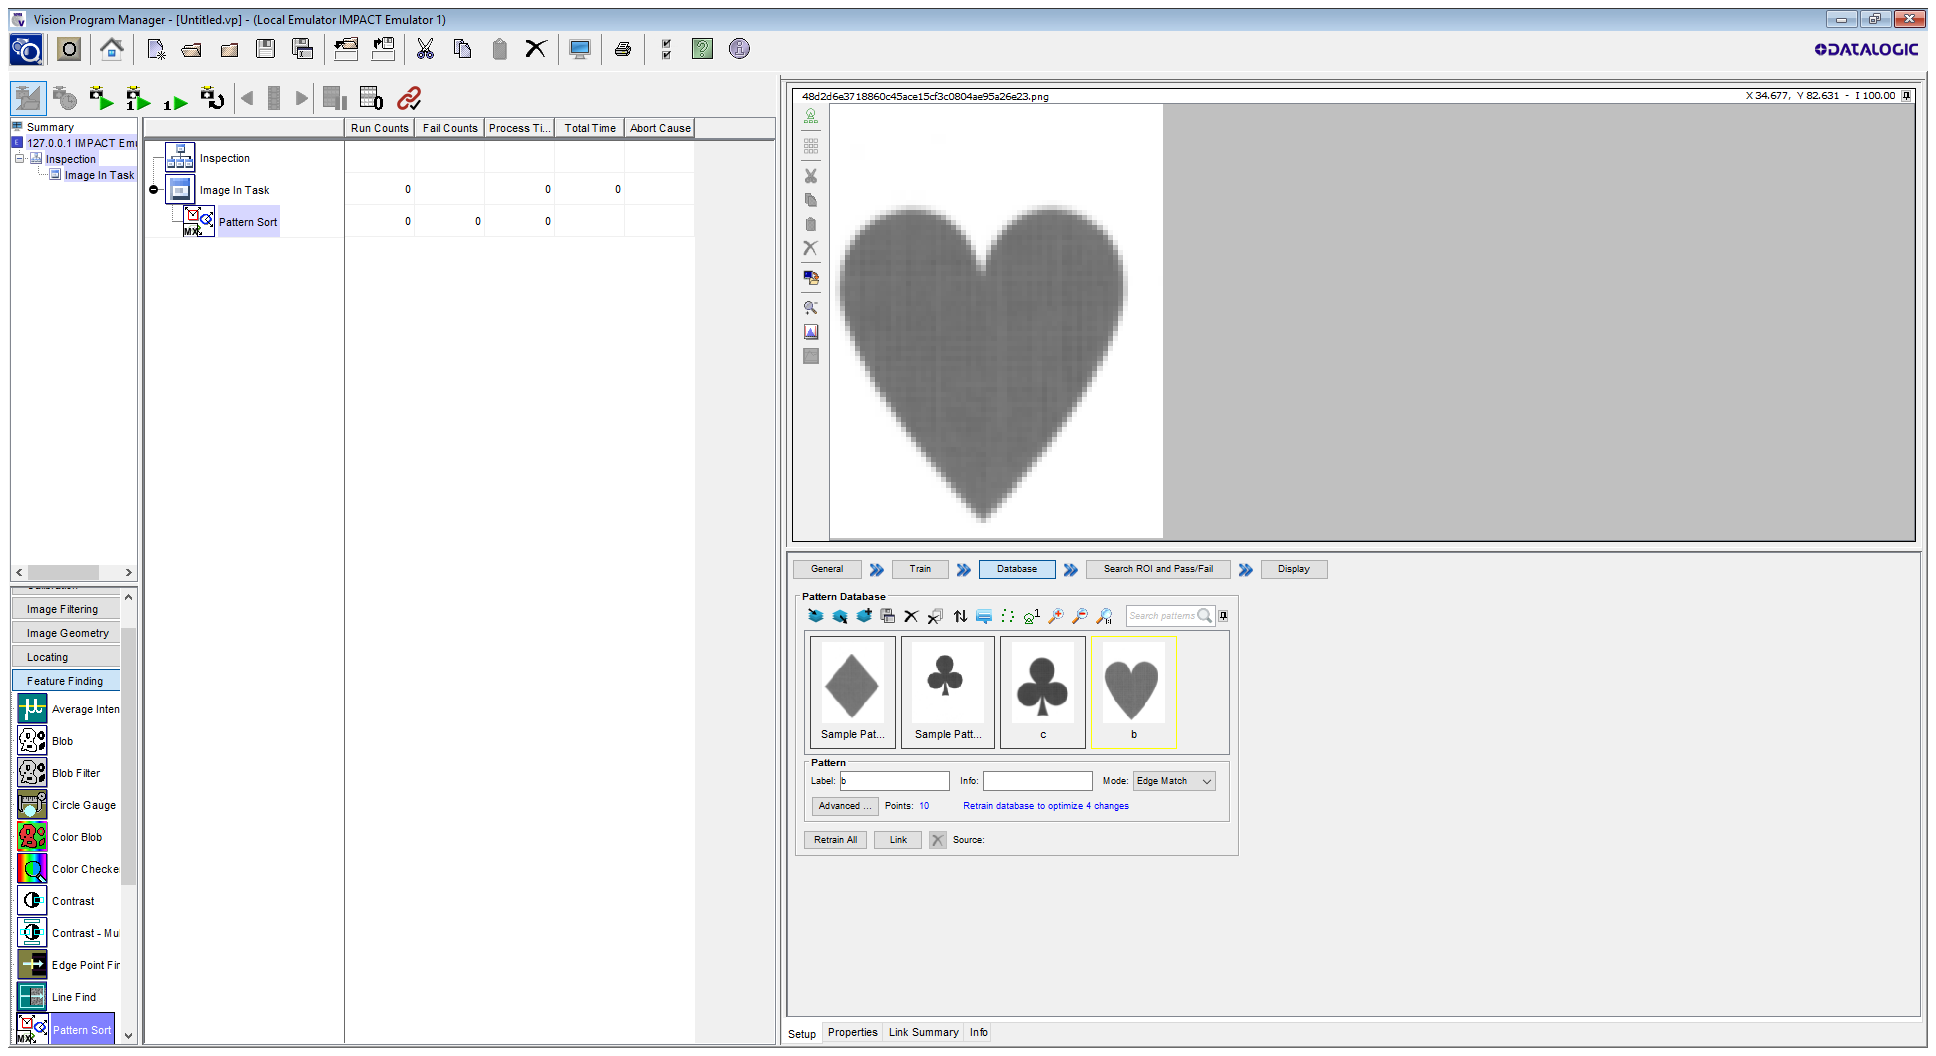 Vision Program Manager - [Untitled.vp] - (Local Emulator IMPACT Emulator 1)
DATALOGIC
Summary
127.0.0.1 IMPACT Emu
Inspection
Image In Task
Run Counts Fail Counts Process Ti... Total Time Abort Cause
Inspection
Image In Task 0 0 0
Pattern Sort 0 0 0
Image Filtering
Image Geometry
Locating
Feature Finding
Average Inten
Blob
Blob Filter
Circle Gauge
Color Blob
Color Checke
Contrast
Contrast - Mu
Edge Point Fir
Line Find
Pattern Sort
48d2d6e3718860c45ace15cf3c0804ae95a26e23.png
X 34.677, Y 82.631 - I 100.00
General Train Database Search ROI and Pass/Fail Display
Pattern Database
Search patterns
Sample Pat... Sample Patt... c b
Pattern
Label: b Info: Mode: Edge Match
Advanced ... Points: 10 Retrain database to optimize 4 changes
Retrain All Link Source:
Setup Properties Link Summary Info